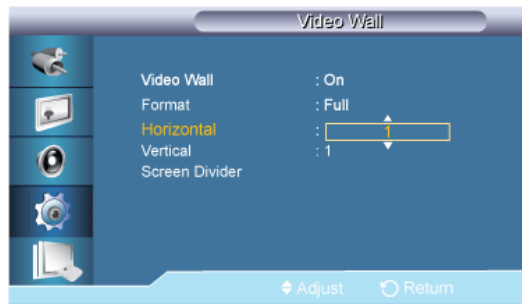 Video Wall
Video Wall : On
Format : Full
Horizontal : 1
Vertical : 1
Screen Divider
Adjust Return